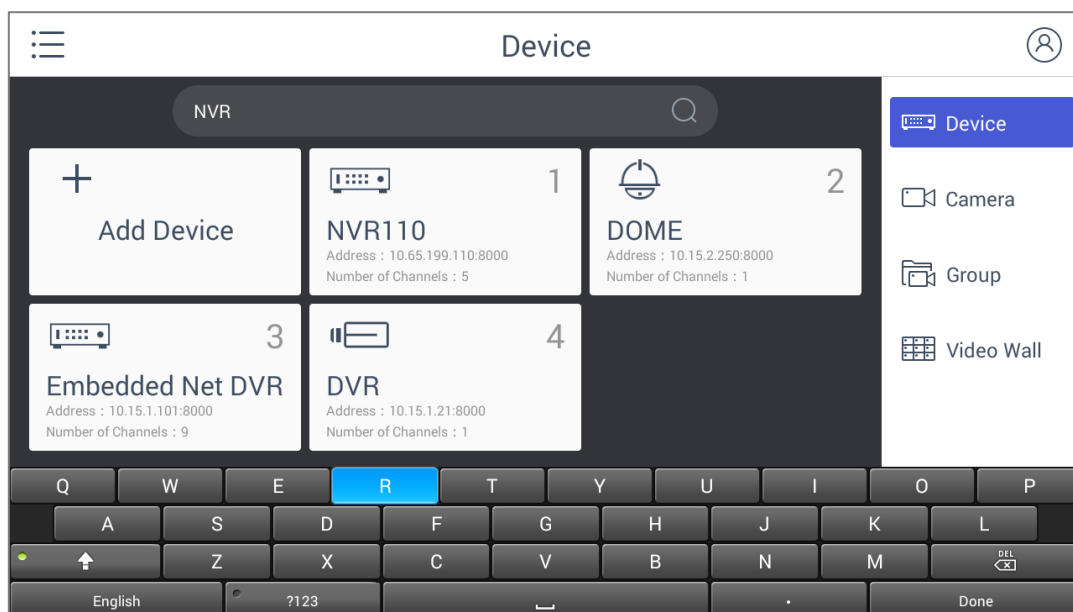 Device
NVR
Device
Add Device
1
NVR110
Address : 10.65.199.110:8000
Number of Channels : 5
2
DOME
Address : 10.15.2.250:8000
Number of Channels : 1
Camera
Group
3
Embedded Net DVR
Address : 10.15.1.101:8000
Number of Channels : 9
4
DVR
Address : 10.15.1.21:8000
Number of Channels : 1
Video Wall
Q W E R T Y U I O P
A S D F G H J K L
Z X C V B N M DEL
English ?123 . Done